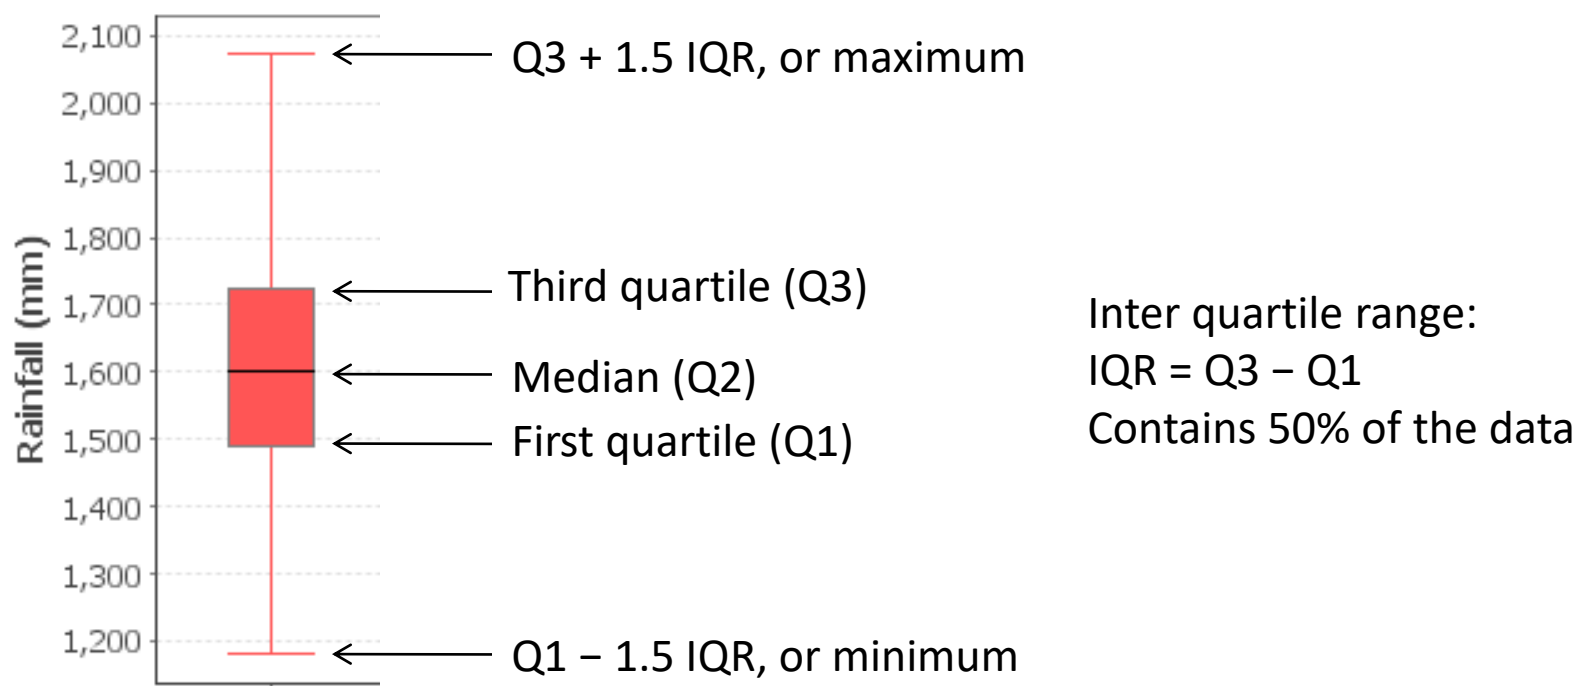 2,100
2,000
1,900
1,800
1,700
1,600
1,500
1,400
1,300
1,200
Rainfall (mm)
Q3 + 1.5 IQR, or maximum
Third quartile (Q3)
Median (Q2)
First quartile (Q1)
Q1 − 1.5 IQR, or minimum
Inter quartile range:
IQR = Q3 − Q1
Contains 50% of the data